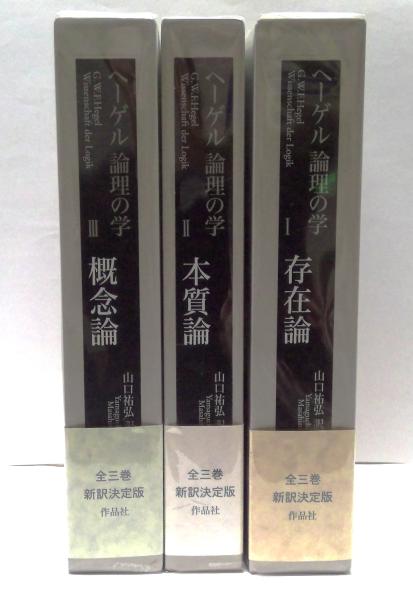 ヘーゲル 論理の学
G.W.F.Hegel
Wissenschaft der Logik
III
概念論
山口祐弘
全三巻
新訳決定版
作品社
ヘーゲル 論理の学
G.W.F.Hegel
Wissenschaft der Logik
II
本質論
山口祐弘
全三巻
新訳決定版
作品社
ヘーゲル 論理の学
G.W.F.Hegel
Wissenschaft der Logik
I
存在論
山口祐弘
全三巻
新訳決定版
作品社